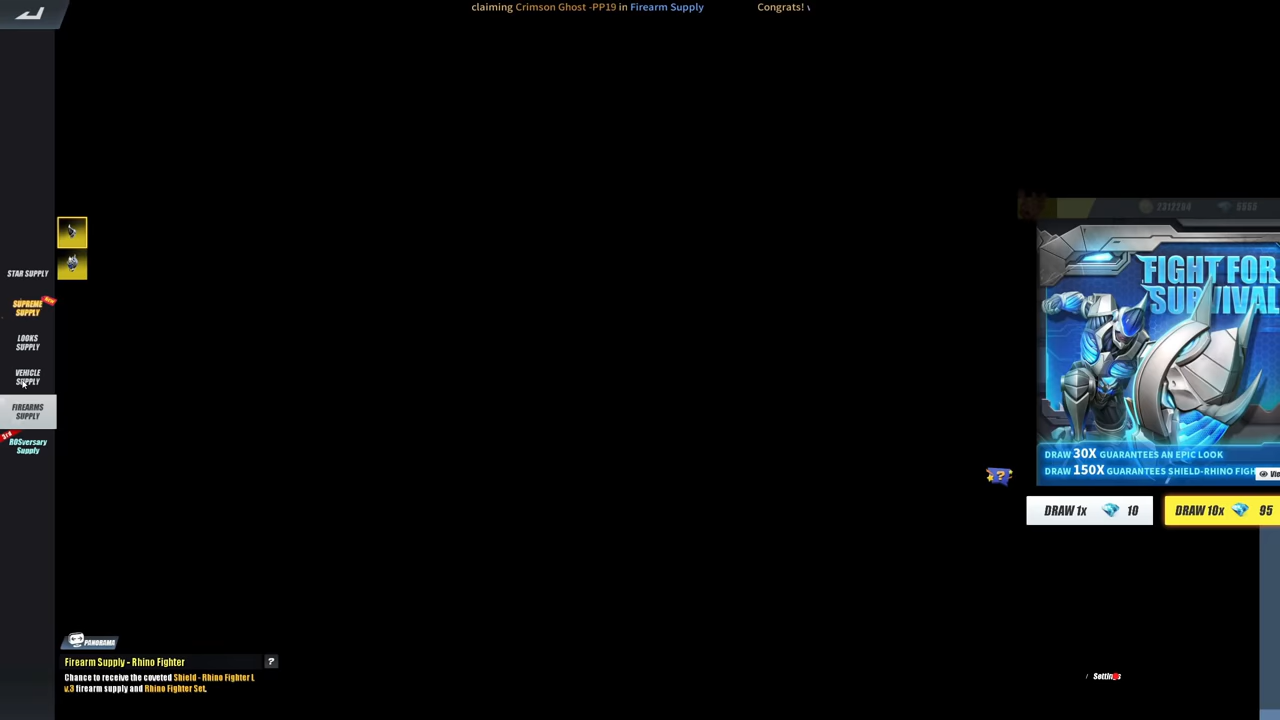 claiming Crimson Ghost -PP19 in Firearm Supply
Congrats!
STAR SUPPLY
SUPREME
SUPPLY
LOOKS
SUPPLY
VEHICLE
SUPPLY
FIREARMS
SUPPLY
ROSversary
Supply
FIGHT FOR
SURVIVAL
DRAW 30X GUARANTEES AN EPIC LOOK
DRAW 150X GUARANTEES SHIELD-RHINO FIGH
DRAW 1x 10
DRAW 10x 95
PANORAMA
Firearm Supply - Rhino Fighter ?
Chance to receive the coveted Shield - Rhino Fighter L
v.3 firearm supply and Rhino Fighter Set.
Settings